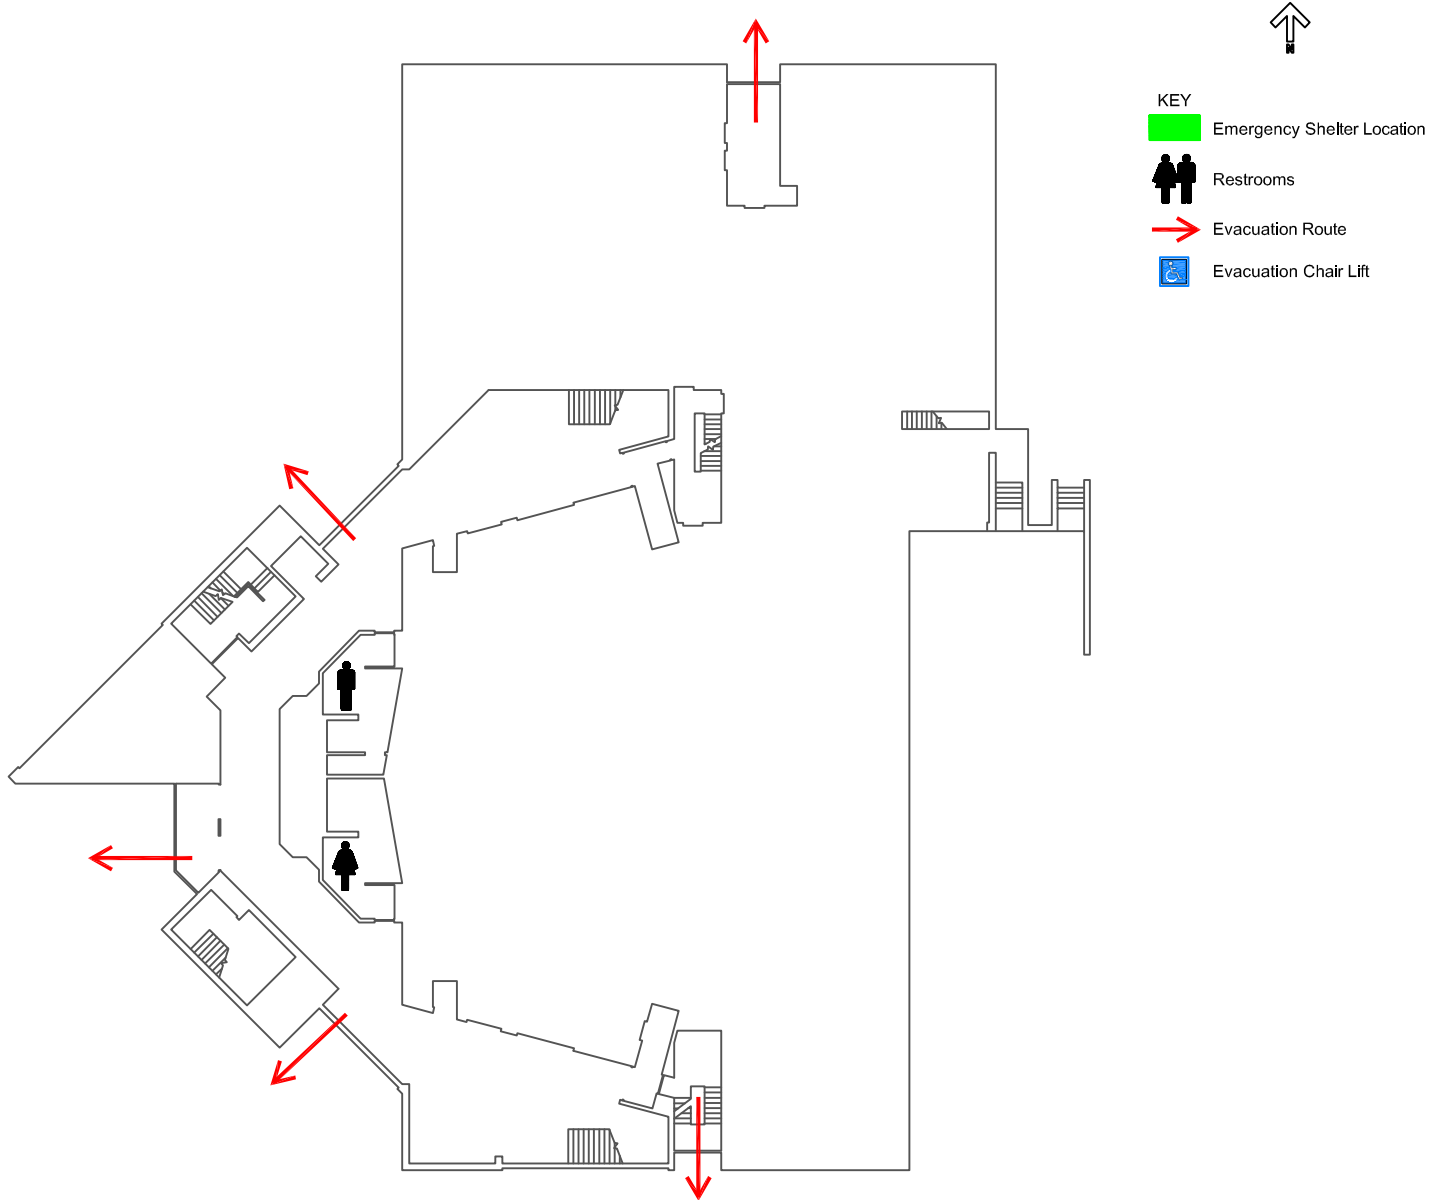 N
KEY
Emergency Shelter Location
Restrooms
Evacuation Route
Evacuation Chair Lift